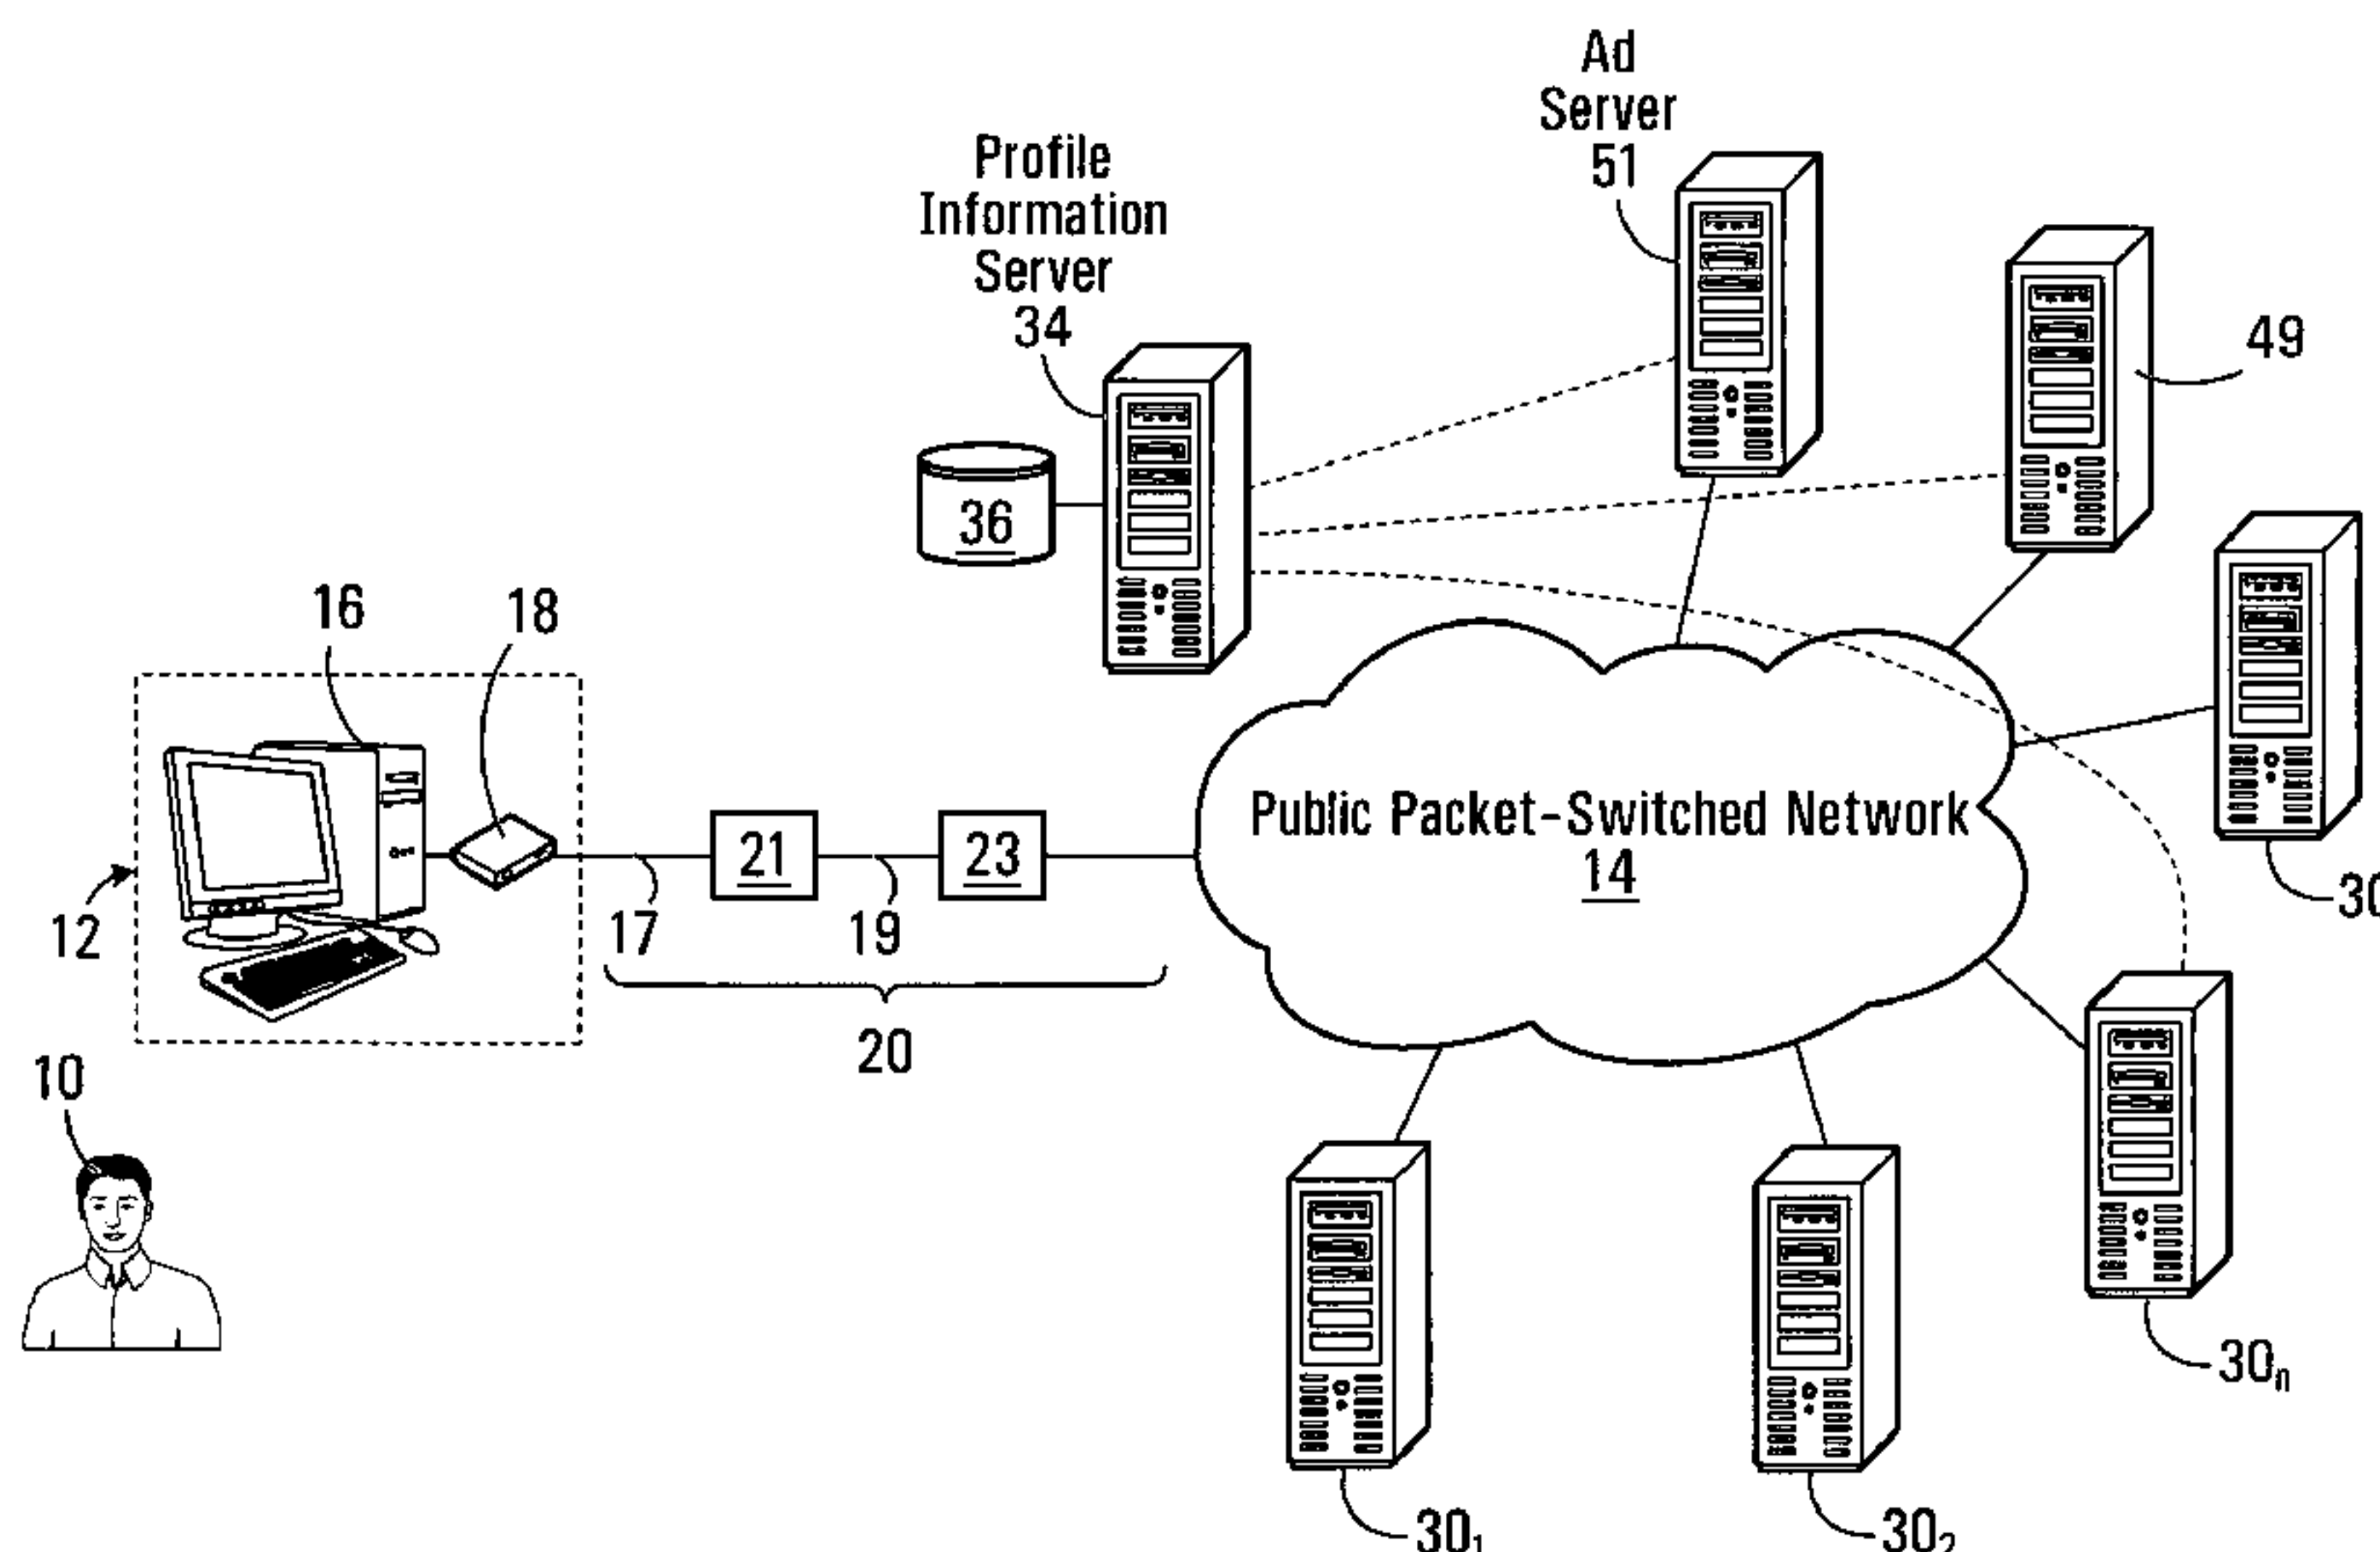 Ad
Server
51
Profile
Information
Server
34
49
36
16
18
Public Packet-Switched Network
14
21
23
12
17
19
30
20
10
30n
30₁
30₂